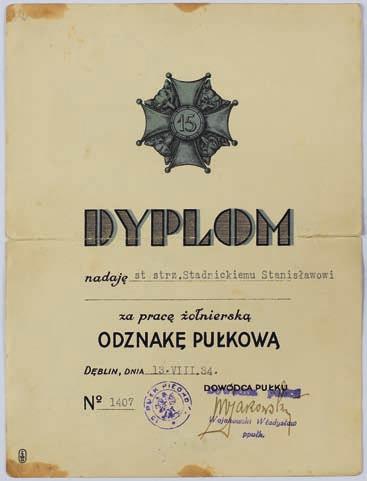 15
DYPLOM
nadaję st strz.Stadnickiemu Stanisławowi
za pracę żołnierską
ODZNAKĘ PUŁKOWĄ
DĘBLIN, DNIA 13.VIII.34.
DOWÓDCA PUŁKU
№ 1407
Wojakowski Władysław
ppułk.